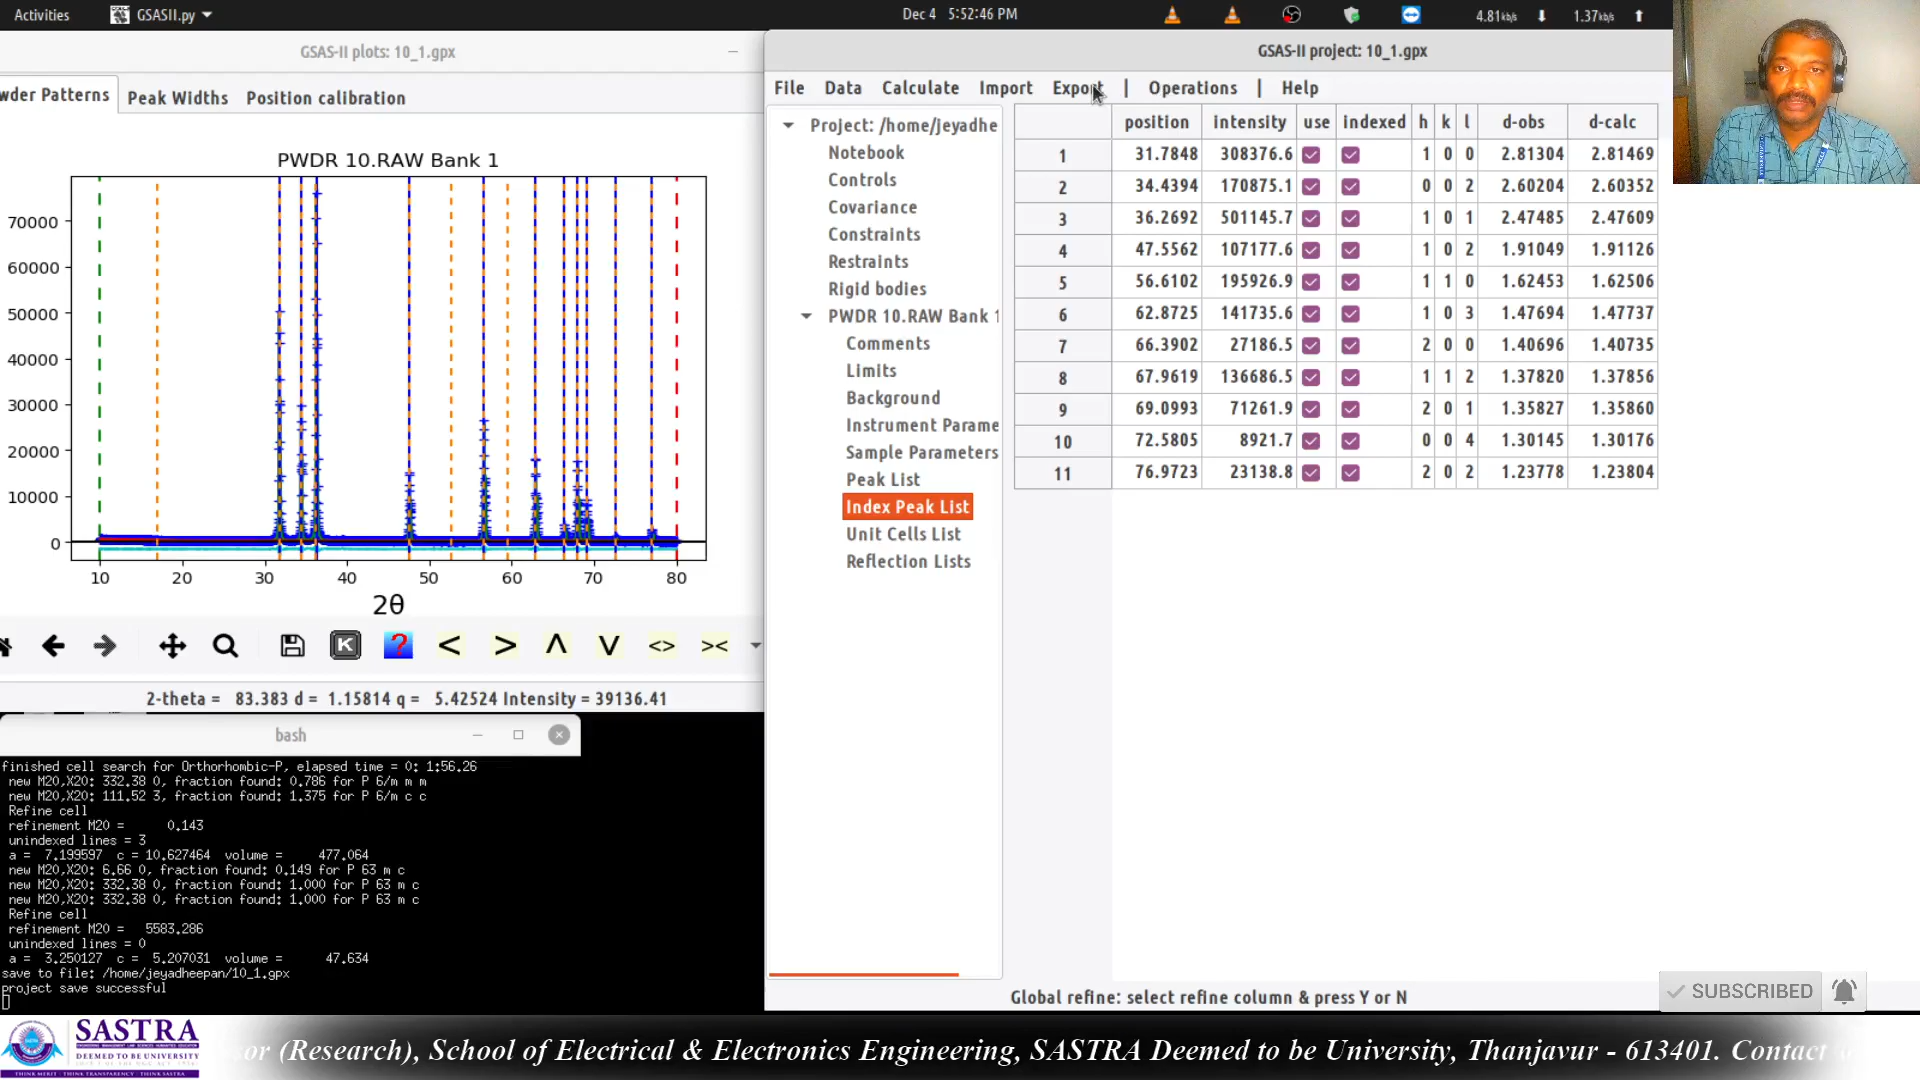 Activities GSASII.py Dec 4 5:52:46 PM 4.81kb/s 1.37kb/s
GSAS-II plots: 10_1.gpx
wder Patterns Peak Widths Position calibration
PWDR 10.RAW Bank 1
70000
60000
50000
40000
30000
20000
10000
0
10 20 30 40 50 60 70 80
2θ
K ? < > Λ V <> ><
2-theta = 83.383 d = 1.15814 q = 5.42524 Intensity = 39136.41
bash
finished cell search for Orthorhombic-P, elapsed time = 0: 1:56.26
new M20,X20: 332.38 0, fraction found: 0.786 for P 6/m m m
new M20,X20: 111.52 3, fraction found: 1.375 for P 6/m c c
Refine cell
refinement M20 = 0.143
unindexed lines = 3
a = 7.199597 c = 10.627464 volume = 477.064
new M20,X20: 6.66 0, fraction found: 0.149 for P 63 m c
new M20,X20: 332.38 0, fraction found: 1.000 for P 63 m c
new M20,X20: 332.38 0, fraction found: 1.000 for P 63 m c
Refine cell
refinement M20 = 5583.286
unindexed lines = 0
a = 3.250127 c = 5.207031 volume = 47.634
save to file: /home/jeyadheepan/10_1.gpx
project save successful
GSAS-II project: 10_1.gpx
File Data Calculate Import Export | Operations | Help
Project: /home/jeyadhe
Notebook
Controls
Covariance
Constraints
Restraints
Rigid bodies
PWDR 10.RAW Bank 1
Comments
Limits
Background
Instrument Parame
Sample Parameters
Peak List
Index Peak List
Unit Cells List
Reflection Lists
position intensity use indexed h k l d-obs d-calc
1 31.7848 308376.6 1 0 0 2.81304 2.81469
2 34.4394 170875.1 0 0 2 2.60204 2.60352
3 36.2692 501145.7 1 0 1 2.47485 2.47609
4 47.5562 107177.6 1 0 2 1.91049 1.91126
5 56.6102 195926.9 1 1 0 1.62453 1.62506
6 62.8725 141735.6 1 0 3 1.47694 1.47737
7 66.3902 27186.5 2 0 0 1.40696 1.40735
8 67.9619 136686.5 1 1 2 1.37820 1.37856
9 69.0993 71261.9 2 0 1 1.35827 1.35860
10 72.5805 8921.7 0 0 4 1.30145 1.30176
11 76.9723 23138.8 2 0 2 1.23778 1.23804
Global refine: select refine column & press Y or N
SUBSCRIBED
SASTRA
DEEMED TO BE UNIVERSITY
THINK MERIT · THINK TRANSPARENCY · THINK SASTRA
(Research), School of Electrical & Electronics Engineering, SASTRA Deemed to be University, Thanjavur - 613401. Contact